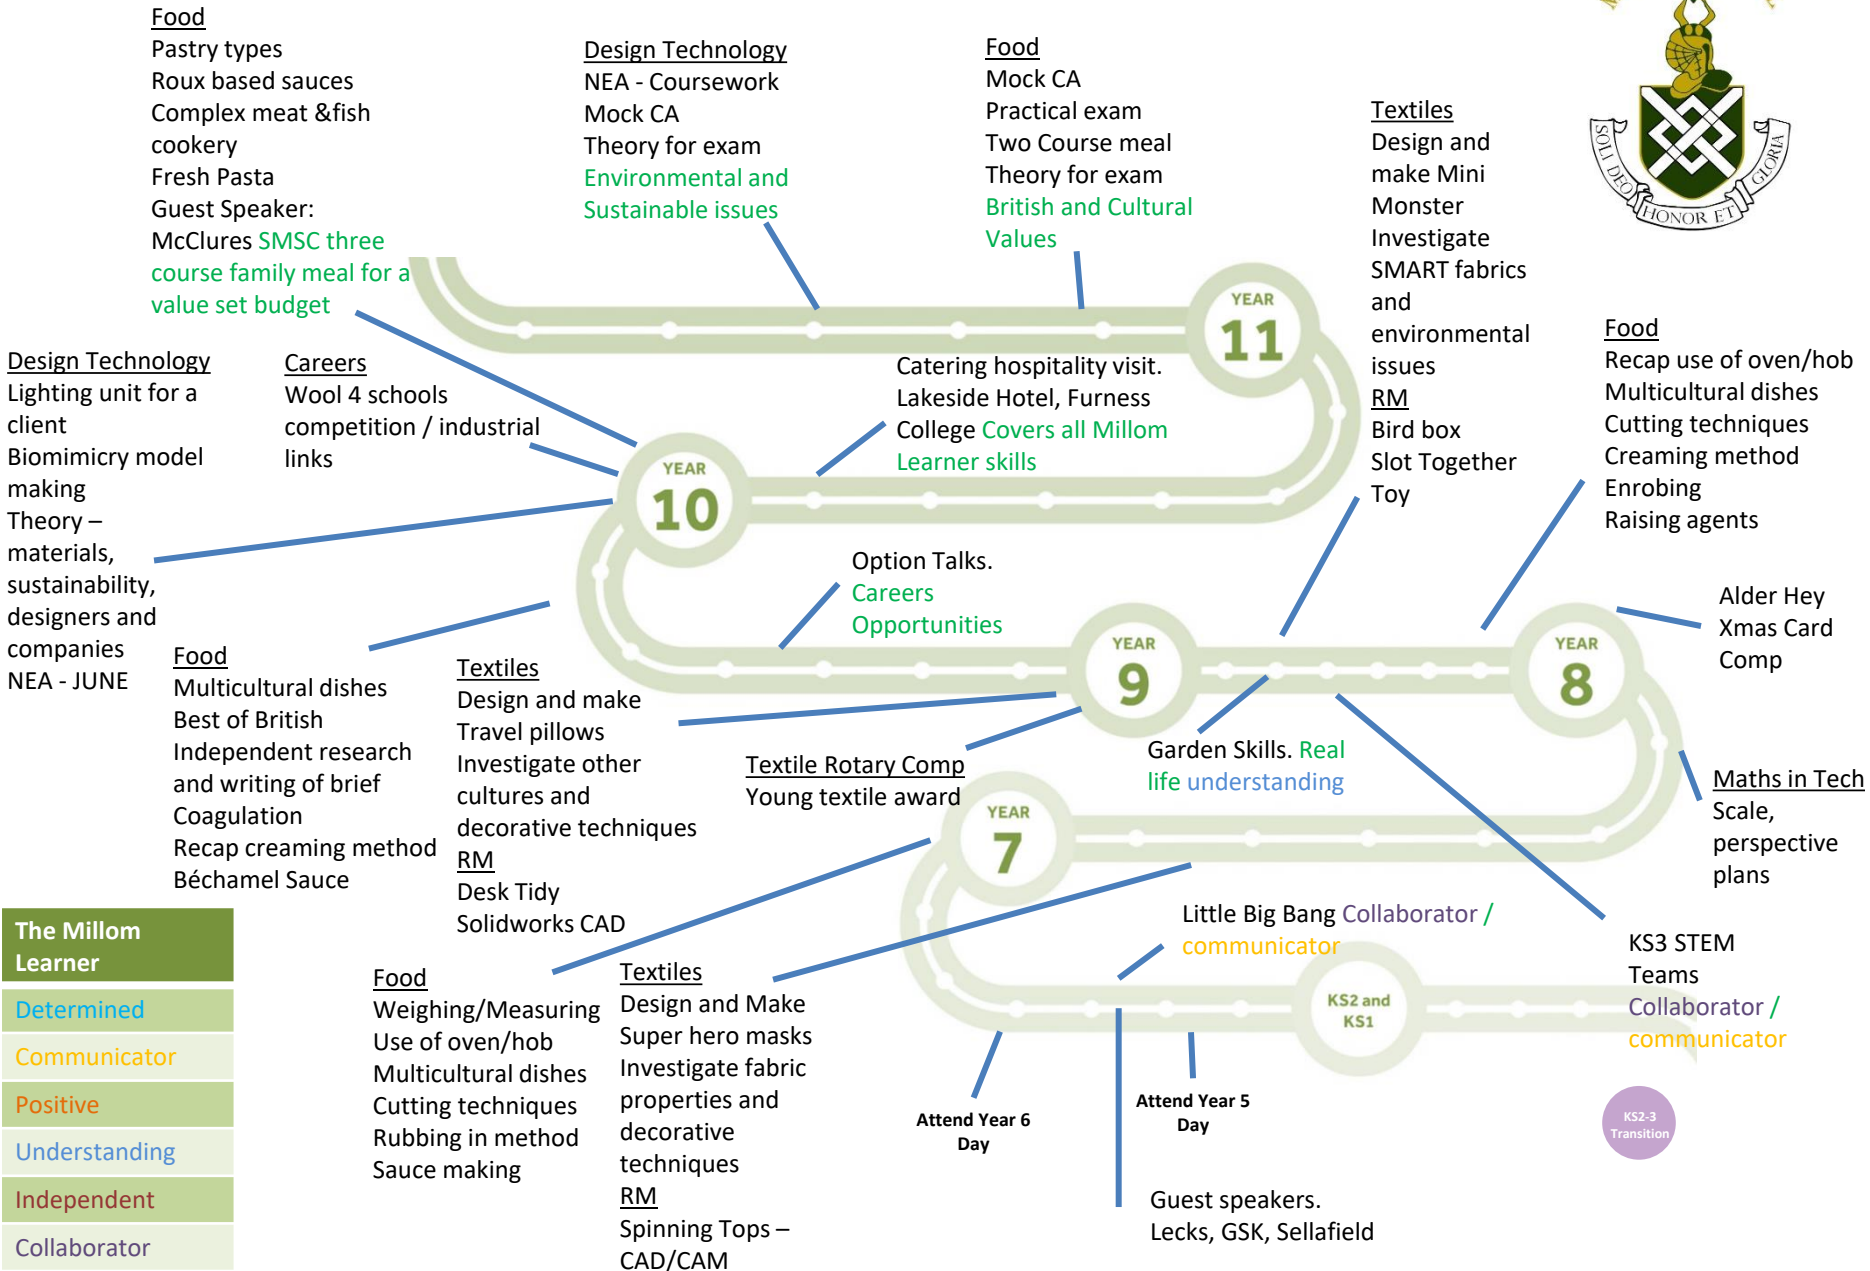 Food
Pastry types
Roux based sauces
Complex meat &fish
cookery
Fresh Pasta
Guest Speaker:
McClures SMSC three
course family meal for a
value set budget
Design Technology
NEA - Coursework
Mock CA
Theory for exam
Environmental and
Sustainable issues
Food
Mock CA
Practical exam
Two Course meal
Theory for exam
British and Cultural
Values
Textiles
Design and
make Mini
Monster
Investigate
SMART fabrics
and
environmental
issues
RM
Bird box
Slot Together
Toy
SOLI DEO
HONOR ET
GLORIA
YEAR
11
Food
Recap use of oven/hob
Multicultural dishes
Cutting techniques
Creaming method
Enrobing
Raising agents
Design Technology
Lighting unit for a
client
Biomimicry model
making
Theory –
materials,
sustainability,
designers and
companies
NEA - JUNE
Careers
Wool 4 schools
competition / industrial
links
Catering hospitality visit.
Lakeside Hotel, Furness
College Covers all Millom
Learner skills
YEAR
10
Option Talks.
Careers
Opportunities
Alder Hey
Xmas Card
Comp
YEAR
9
YEAR
8
Food
Multicultural dishes
Best of British
Independent research
and writing of brief
Coagulation
Recap creaming method
Béchamel Sauce
Textiles
Design and make
Travel pillows
Investigate other
cultures and
decorative techniques
RM
Desk Tidy
Solidworks CAD
Textile Rotary Comp
Young textile award
Garden Skills. Real
life understanding
Maths in Tech
Scale,
perspective
plans
YEAR
7
The Millom
Learner
Determined
Communicator
Positive
Understanding
Independent
Collaborator
Food
Weighing/Measuring
Use of oven/hob
Multicultural dishes
Cutting techniques
Rubbing in method
Sauce making
Textiles
Design and Make
Super hero masks
Investigate fabric
properties and
decorative
techniques
RM
Spinning Tops –
CAD/CAM
Little Big Bang Collaborator /
communicator
KS2 and
KS1
KS3 STEM
Teams
Collaborator /
communicator
Attend Year 6
Day
Attend Year 5
Day
KS2-3
Transition
Guest speakers.
Lecks, GSK, Sellafield